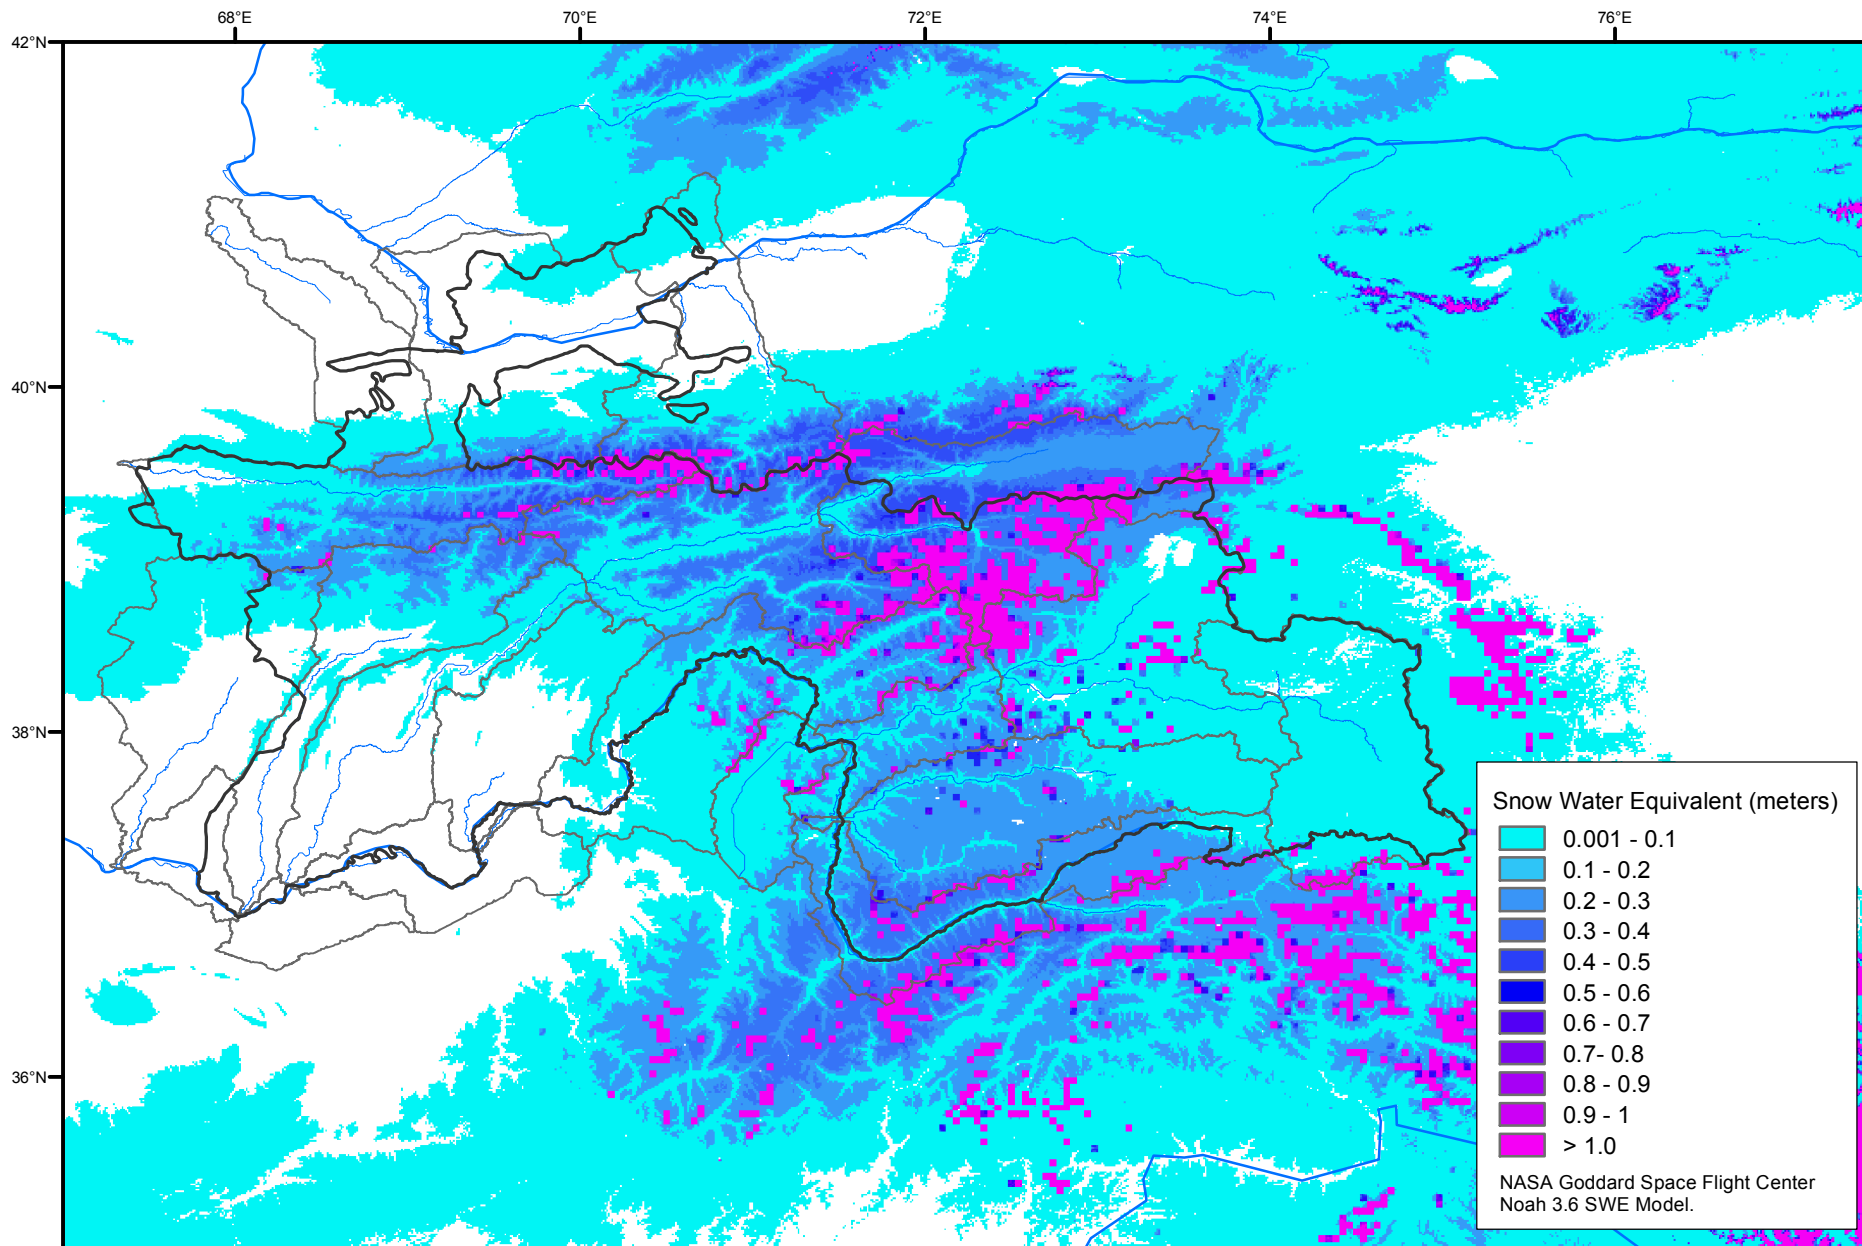 68°E 70°E 72°E 74°E 76°E
42°N
40°N
38°N
36°N
Snow Water Equivalent (meters)
0.001 - 0.1
0.1 - 0.2
0.2 - 0.3
0.3 - 0.4
0.4 - 0.5
0.5 - 0.6
0.6 - 0.7
0.7- 0.8
0.8 - 0.9
0.9 - 1
> 1.0
NASA Goddard Space Flight Center
Noah 3.6 SWE Model.